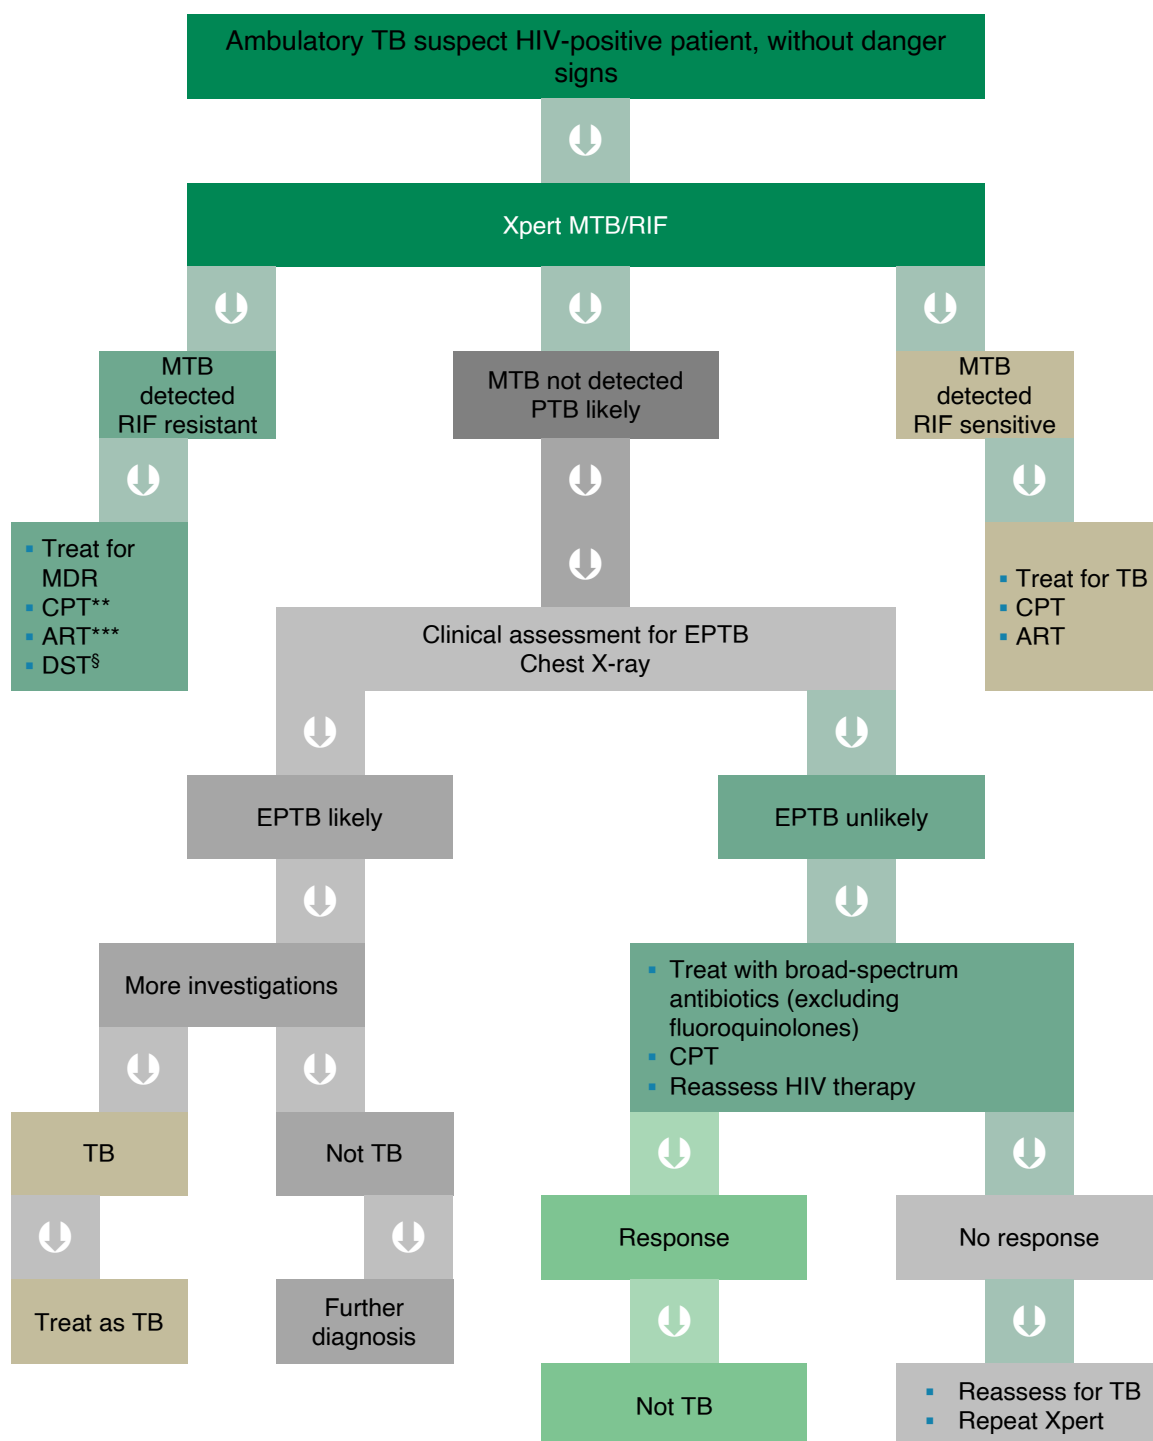 Ambulatory TB suspect HIV-positive patient, without danger
signs
Xpert MTB/RIF
MTB
detected
RIF resistant
MTB not detected
PTB likely
MTB
detected
RIF sensitive
▪ Treat for
MDR
▪ CPT**
▪ ART***
▪ DST§
▪ Treat for TB
▪ CPT
▪ ART
Clinical assessment for EPTB
Chest X-ray
EPTB likely
EPTB unlikely
More investigations
▪ Treat with broad-spectrum
antibiotics (excluding
fluoroquinolones)
▪ CPT
▪ Reassess HIV therapy
TB
Not TB
Response
No response
Treat as TB
Further
diagnosis
Not TB
▪ Reassess for TB
▪ Repeat Xpert